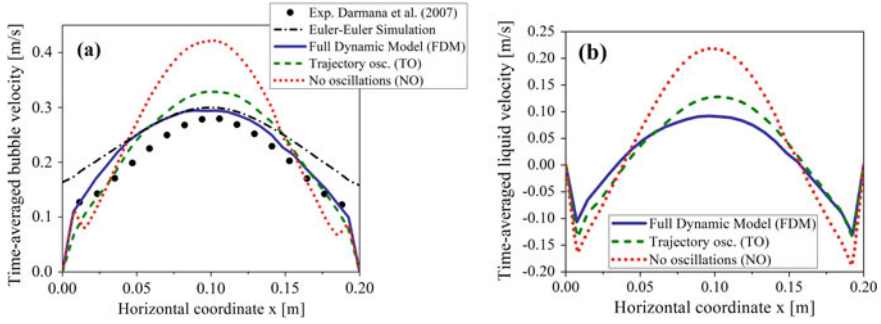 Exp. Darmana et al. (2007)
Euler-Euler Simulation
Full Dynamic Model (FDM)
Trajectory osc. (TO)
No oscillations (NO)
(a)
Time-averaged bubble velocity [m/s]
0.4
0.3
0.2
0.1
0.0
0.00 0.05 0.10 0.15 0.20
Horizontal coordinate x [m]
(b)
Time-averaged liquid velocity [m/s]
0.25
0.20
0.15
0.10
0.05
0.00
-0.05
-0.10
-0.15
-0.20
Full Dynamic Model (FDM)
Trajectory osc. (TO)
No oscillations (NO)
0.00 0.05 0.10 0.15 0.20
Horizontal coordinate x [m]